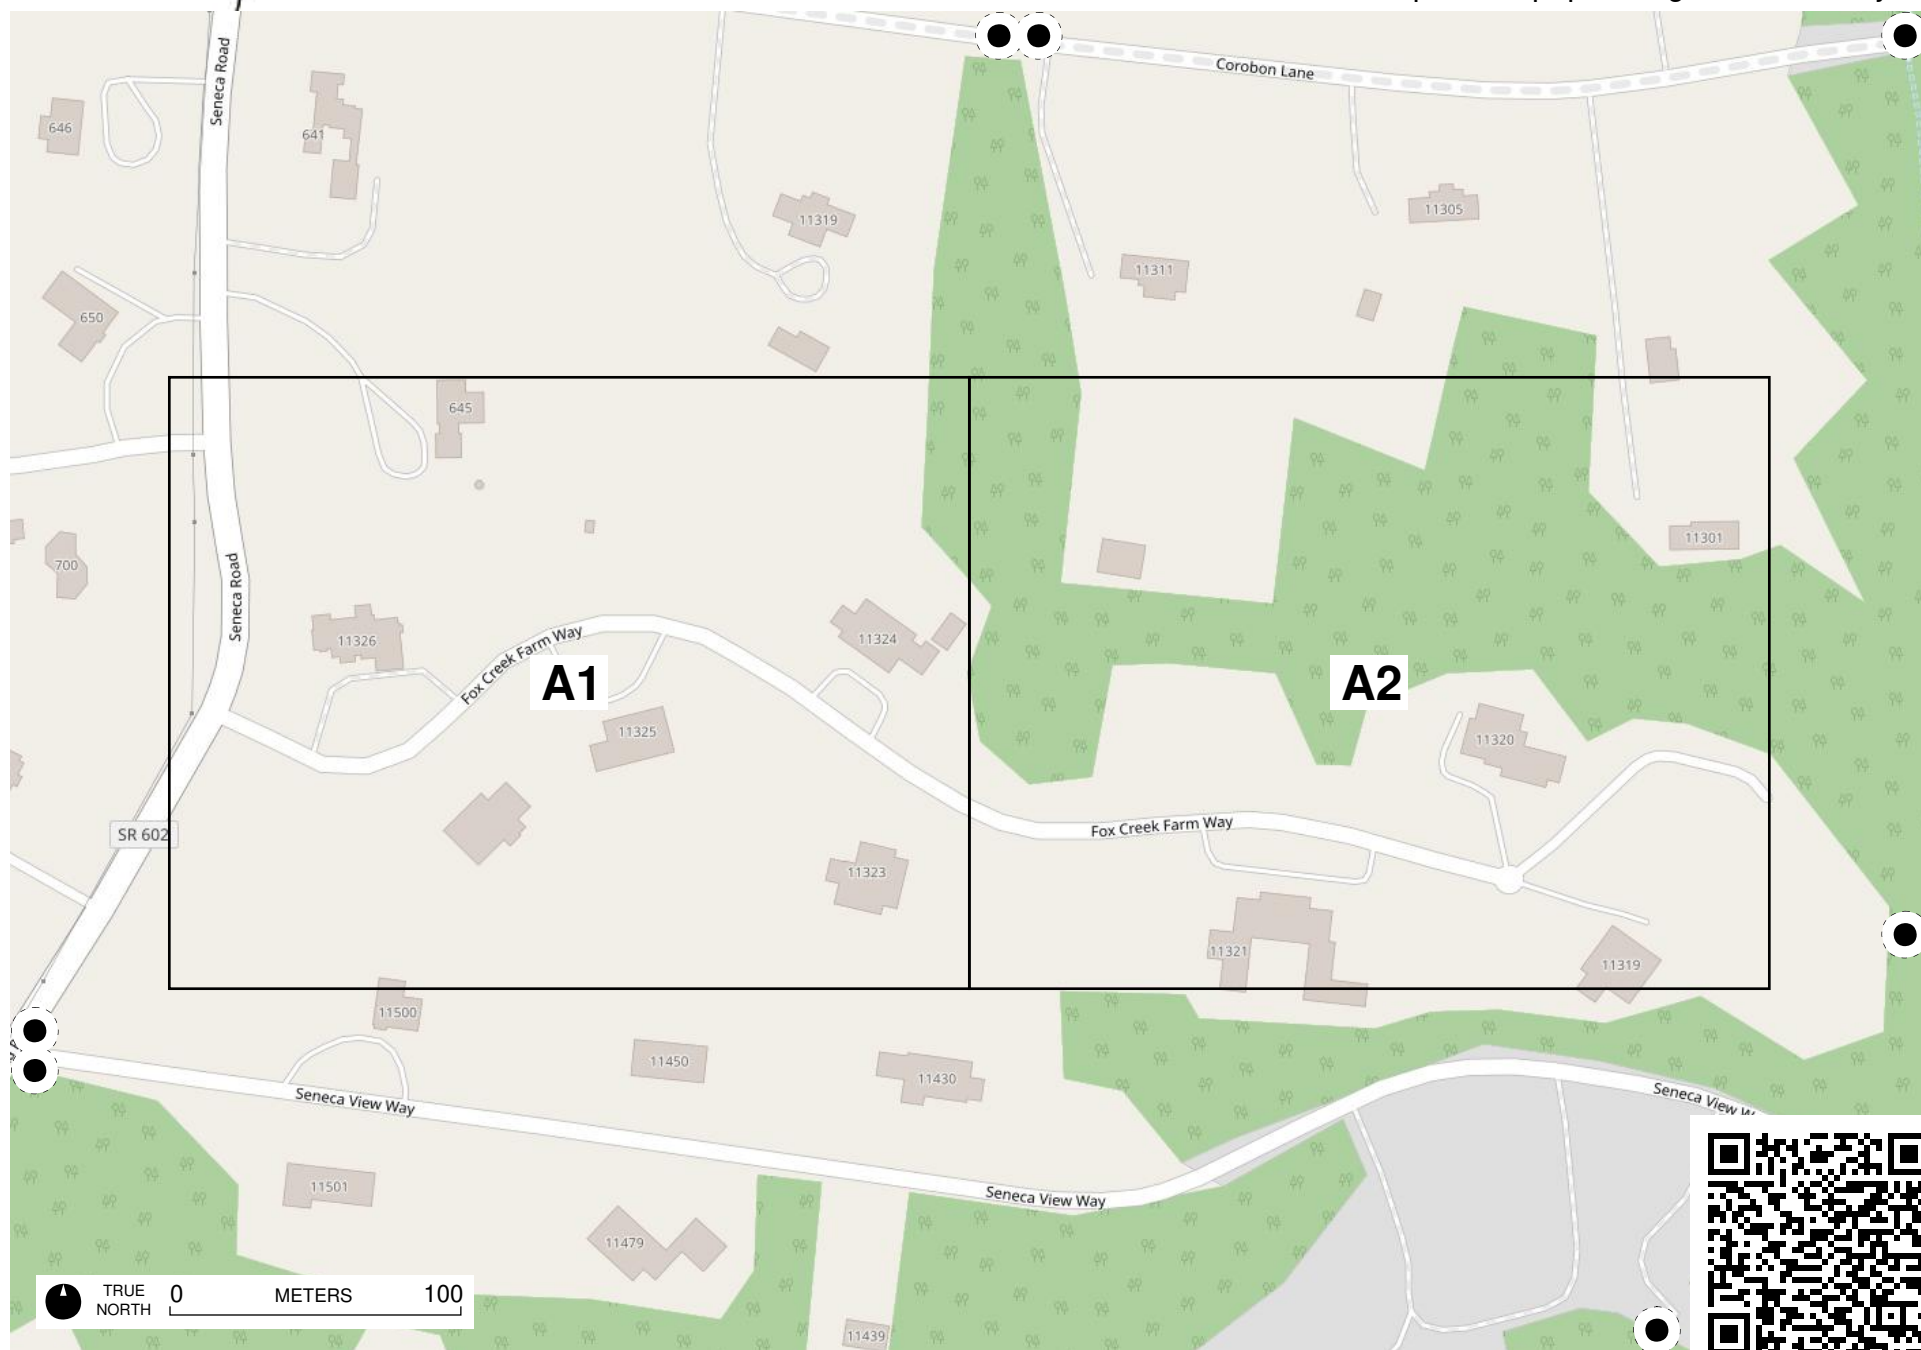 Corobon Lane
Seneca Road
646
641
11319
11305
11311
650
645
700
Seneca Road
11301
11326
Fox Creek Farm Way
11324
A1
A2
11325
11320
SR 602
Fox Creek Farm Way
11323
11321
11319
11500
11450
11430
Seneca View Way
Seneca View W
11501
Seneca View Way
11479
TRUE
NORTH
0 METERS 100
11439